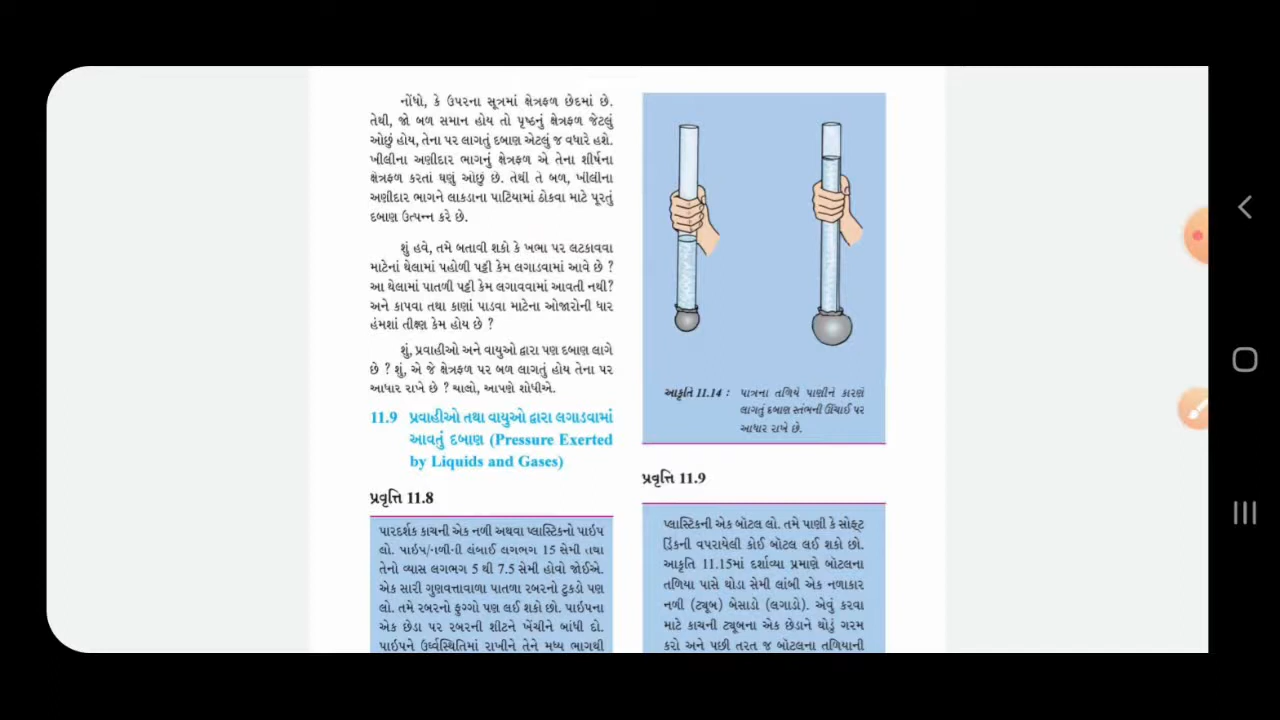 નોંધો, કે ઉપરના સૂત્રમાં ક્ષેત્રફળ છેદમાં છે.
તેથી, જો બળ સમાન હોય તો પૃષ્ઠનું ક્ષેત્રફળ જેટલું
ઓછું હોય, તેના પર લાગતું દબાણ એટલું જ વધારે હશે.
ખીલીના અણીદાર ભાગનું ક્ષેત્રફળ એ તેના શીર્ષના
ક્ષેત્રફળ કરતાં ઘણું ઓછું છે. તેથી તે બળ, ખીલીના
અણીદાર ભાગને લાકડાના પાટિયામાં ઠોકવા માટે પૂરતું
દબાણ ઉત્પન્ન કરે છે.
શું હવે, તમે બતાવી શકો કે ખભા પર લટકાવવા
માટેનાં થેલામાં પહોળી પટ્ટી કેમ લગાડવામાં આવે છે ?
આ થેલામાં પાતળી પટ્ટી કેમ લગાવવામાં આવતી નથી?
અને કાપવા તથા કાણાં પાડવા માટેના ઓજારોની ધાર
હંમશાં તીક્ષ્ણ કેમ હોય છે ?
શું, પ્રવાહીઓ અને વાયુઓ દ્વારા પણ દબાણ લાગે
છે ? શું, એ જે ક્ષેત્રફળ પર બળ લાગતું હોય તેના પર
આધાર રાખે છે ? ચાલો, આપણે શોધીએ.
11.9 પ્રવાહીઓ તથા વાયુઓ દ્વારા લગાડવામાં
આવતું દબાણ (Pressure Exerted
by Liquids and Gases)
પ્રવૃત્તિ 11.8
પારદર્શક કાચની એક નળી અથવા પ્લાસ્ટિકનો પાઇપ
લો. પાઇપ/નળીની લંબાઈ લગભગ 15 સેમી તથા
તેનો વ્યાસ લગભગ 5 થી 7.5 સેમી હોવો જોઈએ.
એક સારી ગુણવત્તાવાળા પાતળા રબરનો ટુકડો પણ
લો. તમે રબરનો ફુગ્ગો પણ લઈ શકો છો. પાઇપના
એક છેડા પર રબરની શીટને ખેંચીને બાંધી દો.
પાઇપને ઉર્ધ્વસ્થિતિમાં રાખીને તેને મધ્ય ભાગથી
આકૃતિ 11.14 : પાત્રના તળિયે પાણીને કારણે
લાગતું દબાણ સ્તંભની ઊંચાઈ પર
આધાર રાખે છે.
પ્રવૃત્તિ 11.9
પ્લાસ્ટિકની એક બૉટલ લો. તમે પાણી કે સોફ્ટ
ડ્રિંકની વપરાયેલી કોઈ બૉટલ લઈ શકો છો.
આકૃતિ 11.15માં દર્શાવ્યા પ્રમાણે બૉટલના
તળિયા પાસે થોડા સેમી લાંબી એક નળાકાર
નળી (ટ્યૂબ) બેસાડો (લગાડો). એવું કરવા
માટે કાચની ટ્યૂબના એક છેડાને થોડું ગરમ
કરો અને પછી તરત જ બૉટલના તળિયાની